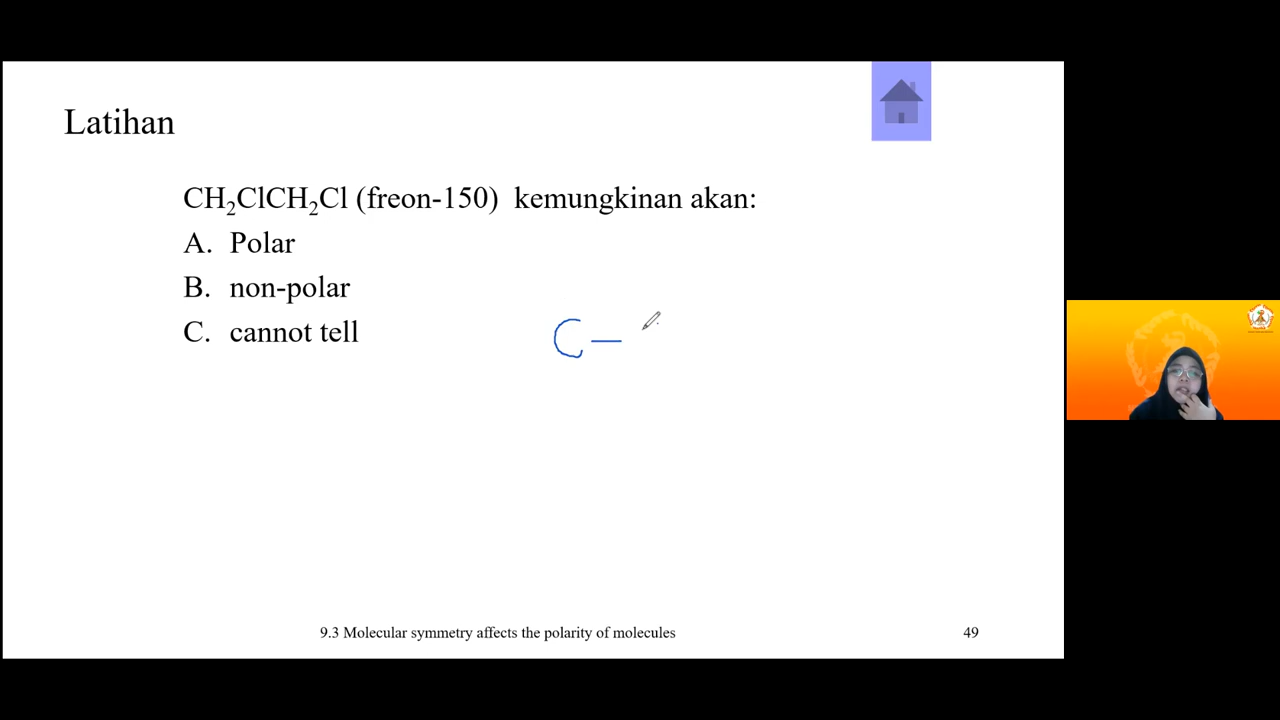 Latihan
CH₂ClCH₂Cl (freon-150) kemungkinan akan:
A. Polar
B. non-polar
C. cannot tell
C –
9.3 Molecular symmetry affects the polarity of molecules
49